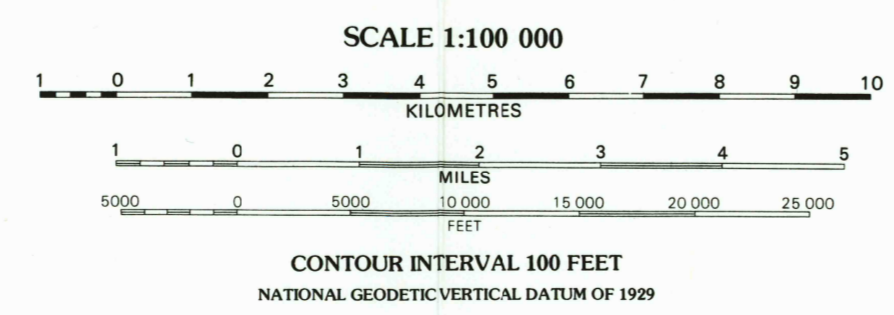 SCALE 1:100 000
1 0 1 2 3 4 5 6 7 8 9 10
KILOMETRES
1 0 1 2 3 4 5
MILES
5000 0 5000 10 000 15 000 20 000 25 000
FEET
CONTOUR INTERVAL 100 FEET
NATIONAL GEODETIC VERTICAL DATUM OF 1929